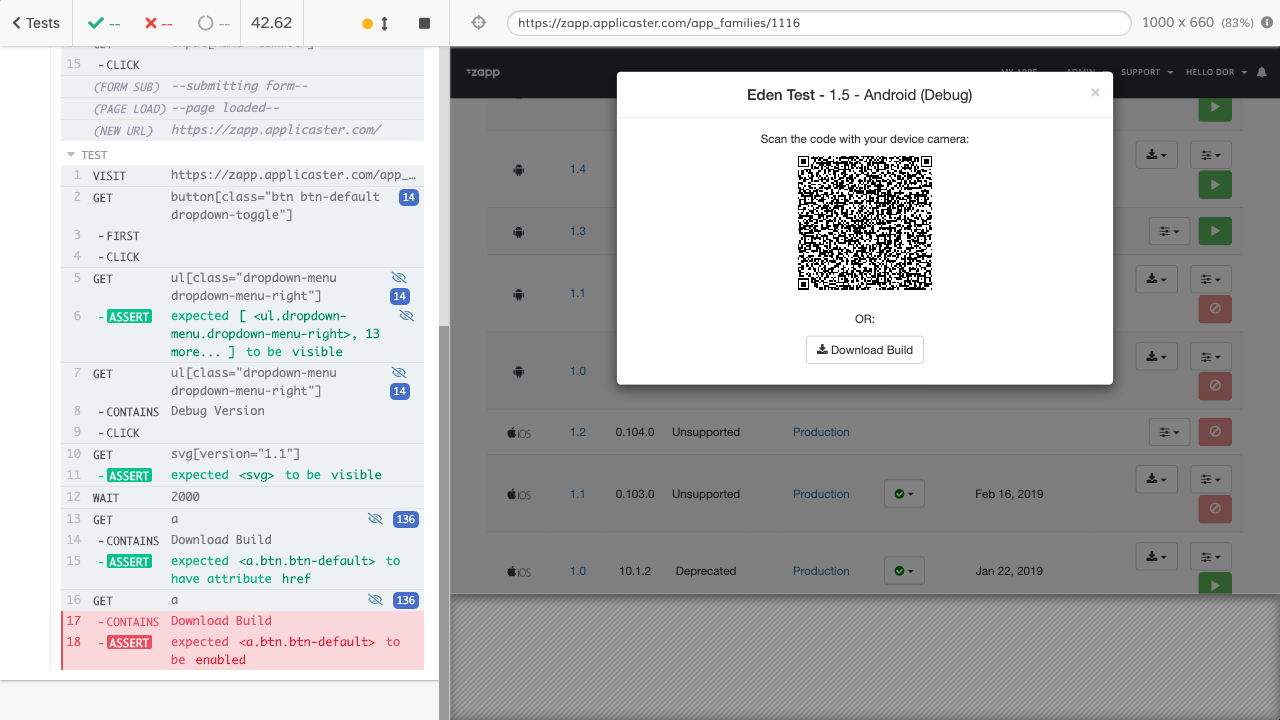 Tests
--
--
--
42.62
https://zapp.applicaster.com/app_families/1116
1000 x 660 (83%)
15 -CLICK
(FORM SUB) --submitting form--
(PAGE LOAD) --page loaded--
(NEW URL) https://zapp.applicaster.com/
TEST
1 VISIT https://zapp.applicaster.com/app_…
2 GET button[class="btn btn-default 14
dropdown-toggle"]
3 -FIRST
4 -CLICK
5 GET ul[class="dropdown-menu
dropdown-menu-right"] 14
6 -ASSERT expected [ <ul.dropdown-
menu.dropdown-menu-right>, 13
more... ] to be visible
7 GET ul[class="dropdown-menu
dropdown-menu-right"] 14
8 -CONTAINS Debug Version
9 -CLICK
10 GET svg[version="1.1"]
11 -ASSERT expected <svg> to be visible
12 WAIT 2000
13 GET a 136
14 -CONTAINS Download Build
15 -ASSERT expected <a.btn.btn-default> to
have attribute href
16 GET a 136
17 -CONTAINS Download Build
18 -ASSERT expected <a.btn.btn-default> to
be enabled
zapp
SUPPORT
HELLO DOR
Eden Test - 1.5 - Android (Debug)
×
Scan the code with your device camera:
OR:
Download Build
1.4
1.3
1.1
1.0
iOS 1.2 0.104.0 Unsupported Production
iOS 1.1 0.103.0 Unsupported Production Feb 16, 2019
iOS 1.0 10.1.2 Deprecated Production Jan 22, 2019